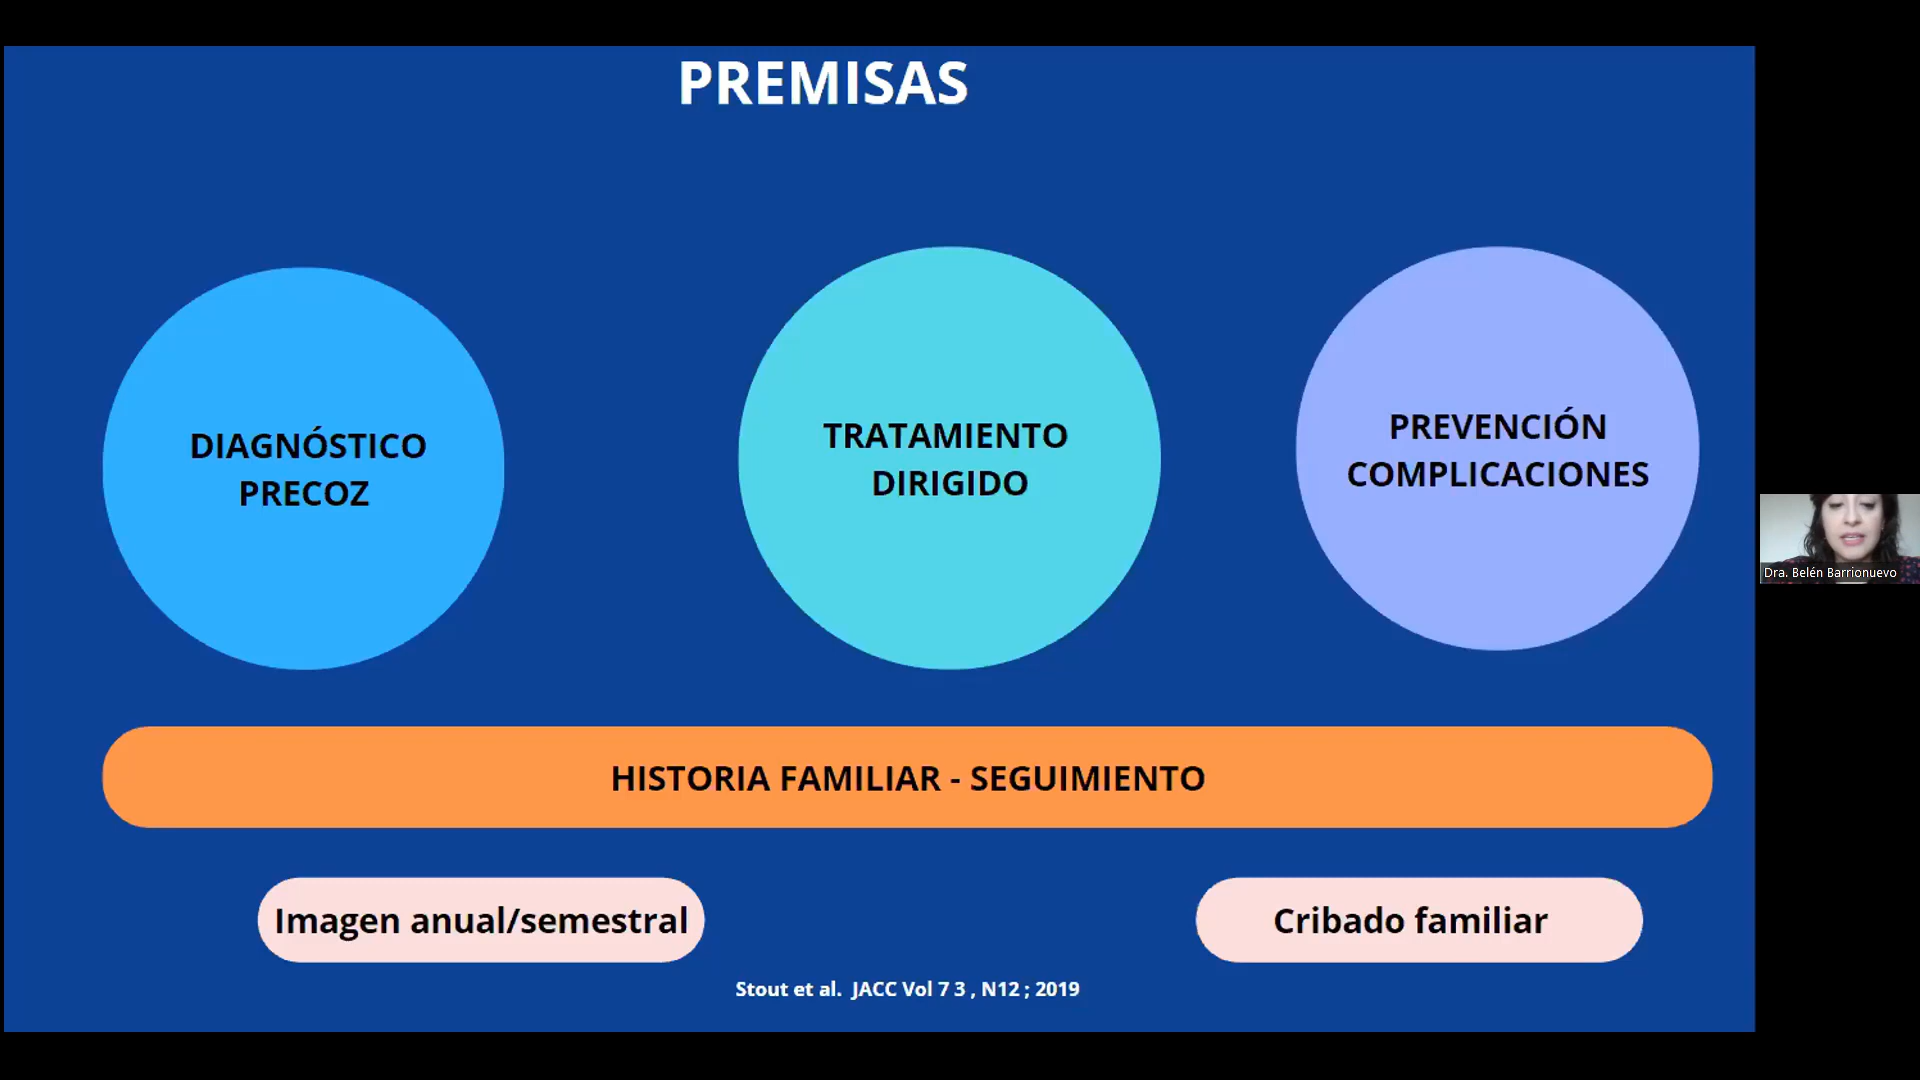 PREMISAS
DIAGNÓSTICO
PRECOZ
TRATAMIENTO
DIRIGIDO
PREVENCIÓN
COMPLICACIONES
HISTORIA FAMILIAR - SEGUIMIENTO
Imagen anual/semestral
Cribado familiar
Stout et al. JACC Vol 7 3 , N12 ; 2019
Dra. Belén Barrionuevo